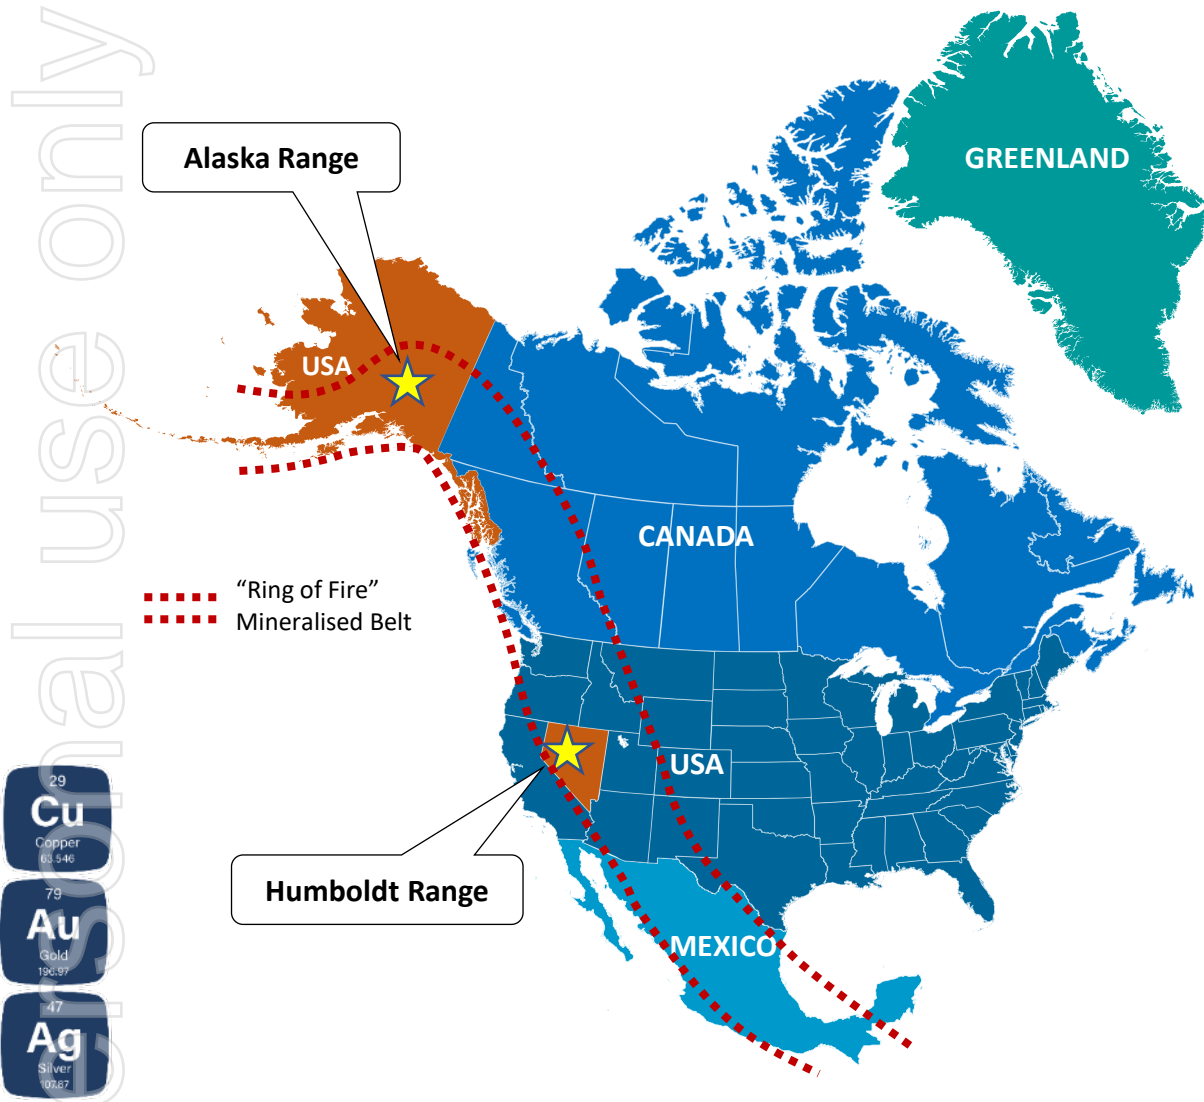 ersonal use only
GREENLAND
Alaska Range
USA
CANADA
“Ring of Fire”
Mineralised Belt
USA
Humboldt Range
MEXICO
29
Cu
Copper
63.546
79
Au
Gold
196.97
47
Ag
Silver
107.87